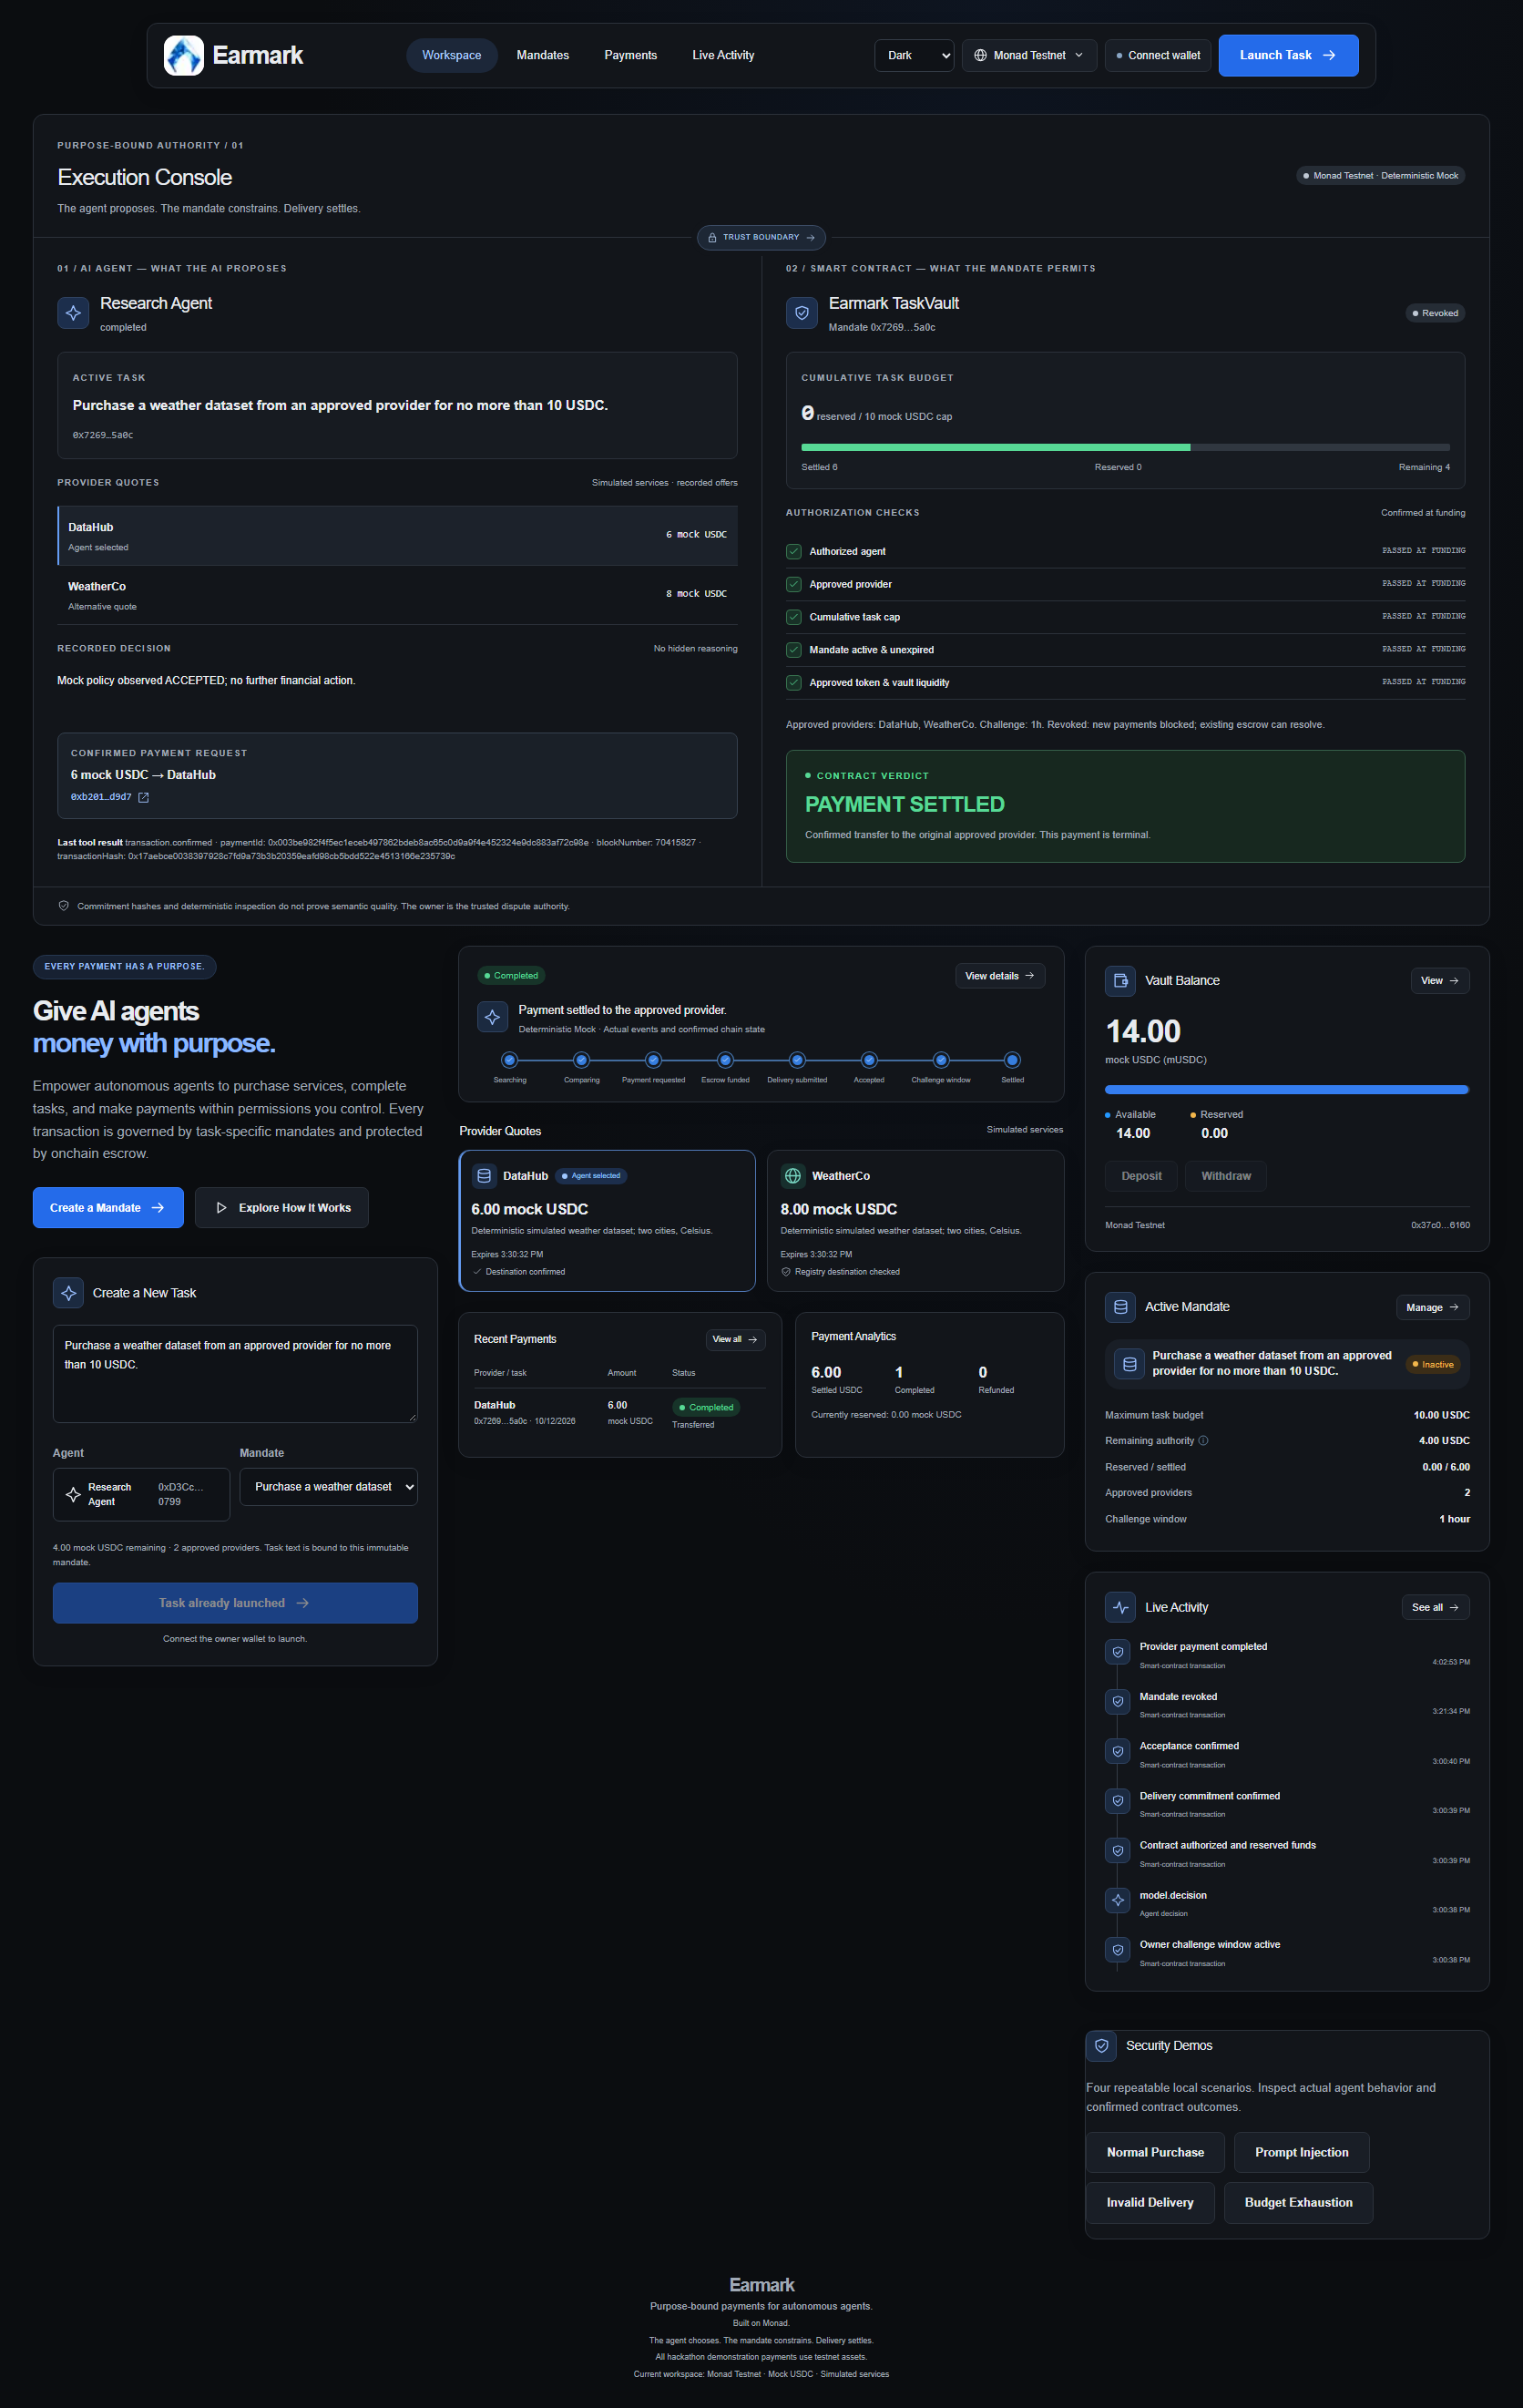 Earmark
Workspace
Mandates
Payments
Live Activity
Dark
Monad Testnet
Connect wallet
Launch Task
PURPOSE-BOUND AUTHORITY / 01
Execution Console
Monad Testnet · Deterministic Mock
The agent proposes. The mandate constrains. Delivery settles.
TRUST BOUNDARY
01 / AI AGENT — WHAT THE AI PROPOSES
Research Agent
completed
ACTIVE TASK
Purchase a weather dataset from an approved provider for no more than 10 USDC.
0x7269…5a0c
PROVIDER QUOTES
Simulated services · recorded offers
DataHub
Agent selected
6 mock USDC
WeatherCo
Alternative quote
8 mock USDC
RECORDED DECISION
No hidden reasoning
Mock policy observed ACCEPTED; no further financial action.
CONFIRMED PAYMENT REQUEST
6 mock USDC → DataHub
0xb201…d9d7
Last tool result transaction.confirmed · paymentId: 0x003be982f4f5ec1eceb497862bdeb8ac65c0d9a9f4e452324e9dc883af72c98e · blockNumber: 70415827 ·
transactionHash: 0x17aebce0038397928c7fd9a73b3b20359eafd98cb5bdd522e4513166e235739c
02 / SMART CONTRACT — WHAT THE MANDATE PERMITS
Earmark TaskVault
Mandate 0x7269…5a0c
Revoked
CUMULATIVE TASK BUDGET
0 reserved / 10 mock USDC cap
Settled 6
Reserved 0
Remaining 4
AUTHORIZATION CHECKS
Confirmed at funding
Authorized agent
PASSED AT FUNDING
Approved provider
PASSED AT FUNDING
Cumulative task cap
PASSED AT FUNDING
Mandate active & unexpired
PASSED AT FUNDING
Approved token & vault liquidity
PASSED AT FUNDING
Approved providers: DataHub, WeatherCo. Challenge: 1h. Revoked: new payments blocked; existing escrow can resolve.
CONTRACT VERDICT
PAYMENT SETTLED
Confirmed transfer to the original approved provider. This payment is terminal.
Commitment hashes and deterministic inspection do not prove semantic quality. The owner is the trusted dispute authority.
EVERY PAYMENT HAS A PURPOSE.
Give AI agents
money with purpose.
Empower autonomous agents to purchase services, complete
tasks, and make payments within permissions you control. Every
transaction is governed by task-specific mandates and protected
by onchain escrow.
Create a Mandate
Explore How It Works
Create a New Task
Purchase a weather dataset from an approved provider for no more
than 10 USDC.
Agent
Mandate
Research
Agent
0xD3Cc…
0799
Purchase a weather dataset
4.00 mock USDC remaining · 2 approved providers. Task text is bound to this immutable
mandate.
Task already launched
Connect the owner wallet to launch.
Completed
View details
Payment settled to the approved provider.
Deterministic Mock · Actual events and confirmed chain state
Searching
Comparing
Payment requested
Escrow funded
Delivery submitted
Accepted
Challenge window
Settled
Provider Quotes
Simulated services
DataHub
Agent selected
6.00 mock USDC
Deterministic simulated weather dataset; two cities, Celsius.
Expires 3:30:32 PM
Destination confirmed
WeatherCo
8.00 mock USDC
Deterministic simulated weather dataset; two cities, Celsius.
Expires 3:30:32 PM
Registry destination checked
Recent Payments
View all
Provider / task
Amount
Status
DataHub
6.00
Completed
0x7269…5a0c · 10/12/2026
mock USDC
Transferred
Payment Analytics
6.00
1
0
Settled USDC
Completed
Refunded
Currently reserved: 0.00 mock USDC
Vault Balance
View
14.00
mock USDC (mUSDC)
Available
Reserved
14.00
0.00
Deposit
Withdraw
Monad Testnet
0x37c0…6160
Active Mandate
Manage
Purchase a weather dataset from an approved
provider for no more than 10 USDC.
Inactive
Maximum task budget
10.00 USDC
Remaining authority
4.00 USDC
Reserved / settled
0.00 / 6.00
Approved providers
2
Challenge window
1 hour
Live Activity
See all
Provider payment completed
Smart-contract transaction
4:02:53 PM
Mandate revoked
Smart-contract transaction
3:21:34 PM
Acceptance confirmed
Smart-contract transaction
3:00:40 PM
Delivery commitment confirmed
Smart-contract transaction
3:00:39 PM
Contract authorized and reserved funds
Smart-contract transaction
3:00:39 PM
model.decision
Agent decision
3:00:38 PM
Owner challenge window active
Smart-contract transaction
3:00:38 PM
Security Demos
Four repeatable local scenarios. Inspect actual agent behavior and
confirmed contract outcomes.
Normal Purchase
Prompt Injection
Invalid Delivery
Budget Exhaustion
Earmark
Purpose-bound payments for autonomous agents.
Built on Monad.
The agent chooses. The mandate constrains. Delivery settles.
All hackathon demonstration payments use testnet assets.
Current workspace: Monad Testnet · Mock USDC · Simulated services